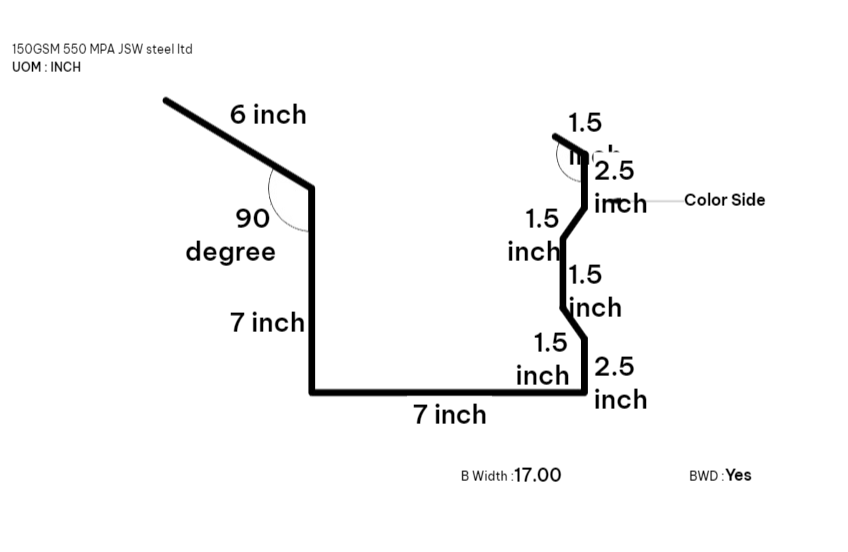 150GSM 550 MPA JSW steel ltd
UOM : INCH
6 inch
1.5
2.5
inch
Color Side
90
degree
1.5
inch
1.5
inch
7 inch
1.5
inch
2.5
inch
7 inch
B Width :17.00
BWD : Yes